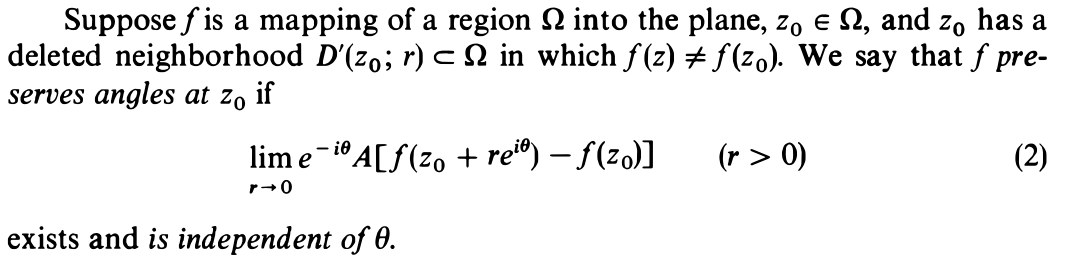 Suppose f is a mapping of a region Ω into the plane, z₀ ∈ Ω, and z₀ has a
deleted neighborhood D′(z₀; r) ⊂ Ω in which f(z) ≠ f(z₀). We say that f pre-
serves angles at z₀ if
lim e^{-iθ}A[f(z₀ + re^{iθ}) − f(z₀)] (r > 0) (2)
r→0
exists and is independent of θ.